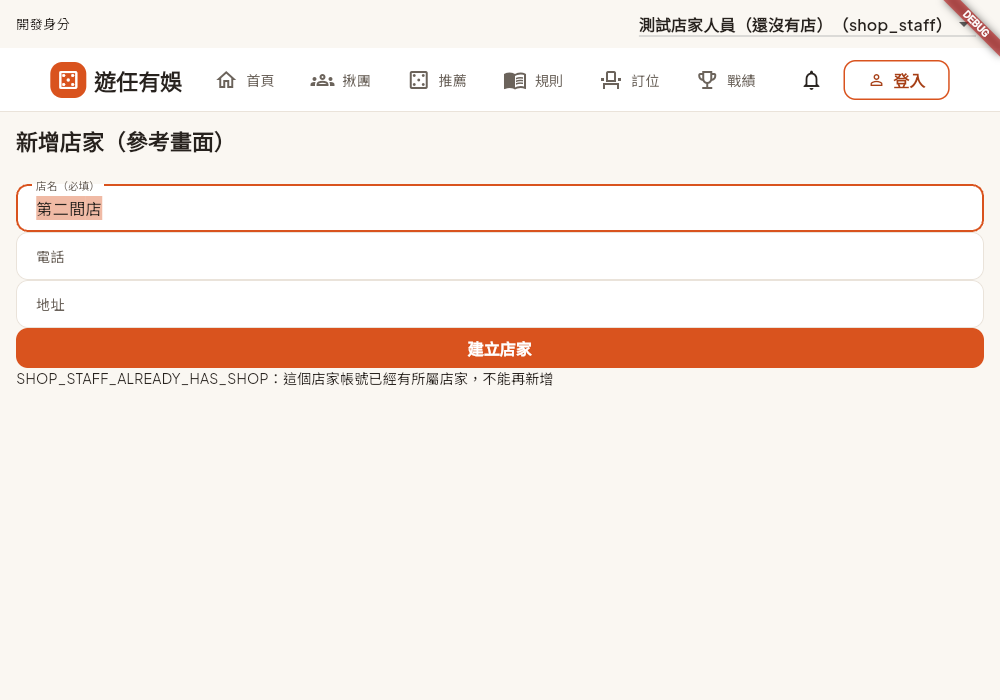 開發身分
測試店家人員（還沒有店）（shop_staff）
DEBUG
遊任有娛
首頁
揪團
推薦
規則
訂位
戰績
登入
新增店家（參考畫面）
店名（必填）
第二間店
電話
地址
建立店家
SHOP_STAFF_ALREADY_HAS_SHOP：這個店家帳號已經有所屬店家，不能再新增